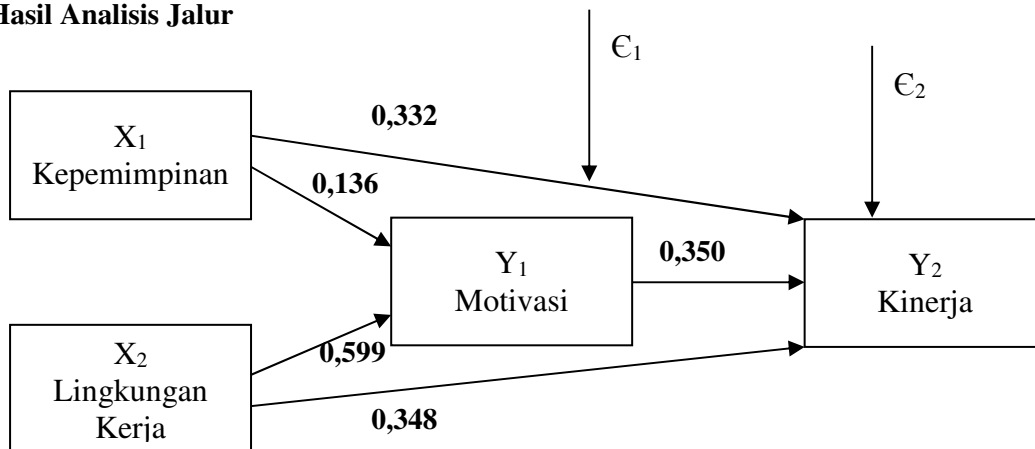 Hasil Analisis Jalur
Є1
Є2
0,332
X1
Kepemimpinan
0,136
Y1
Motivasi
0,350
Y2
Kinerja
X2
Lingkungan
Kerja
0,599
0,348